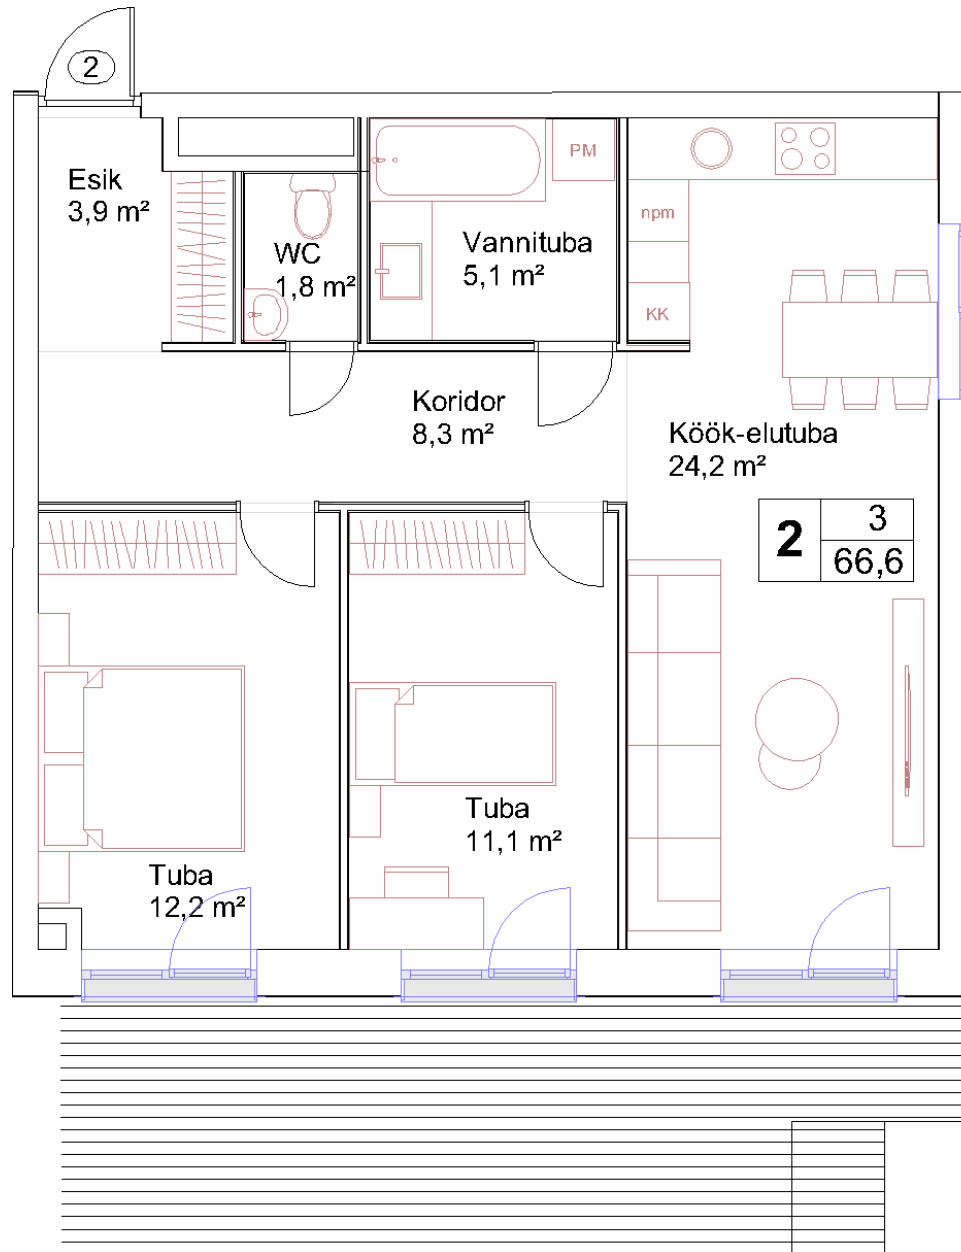 2
Esik
3,9 m²
WC
1,8 m²
Vannituba
5,1 m²
PM
npm
KK
Koridor
8,3 m²
Köök-elutuba
24,2 m²
2
3
66,6
Tuba
11,1 m²
Tuba
12,2 m²